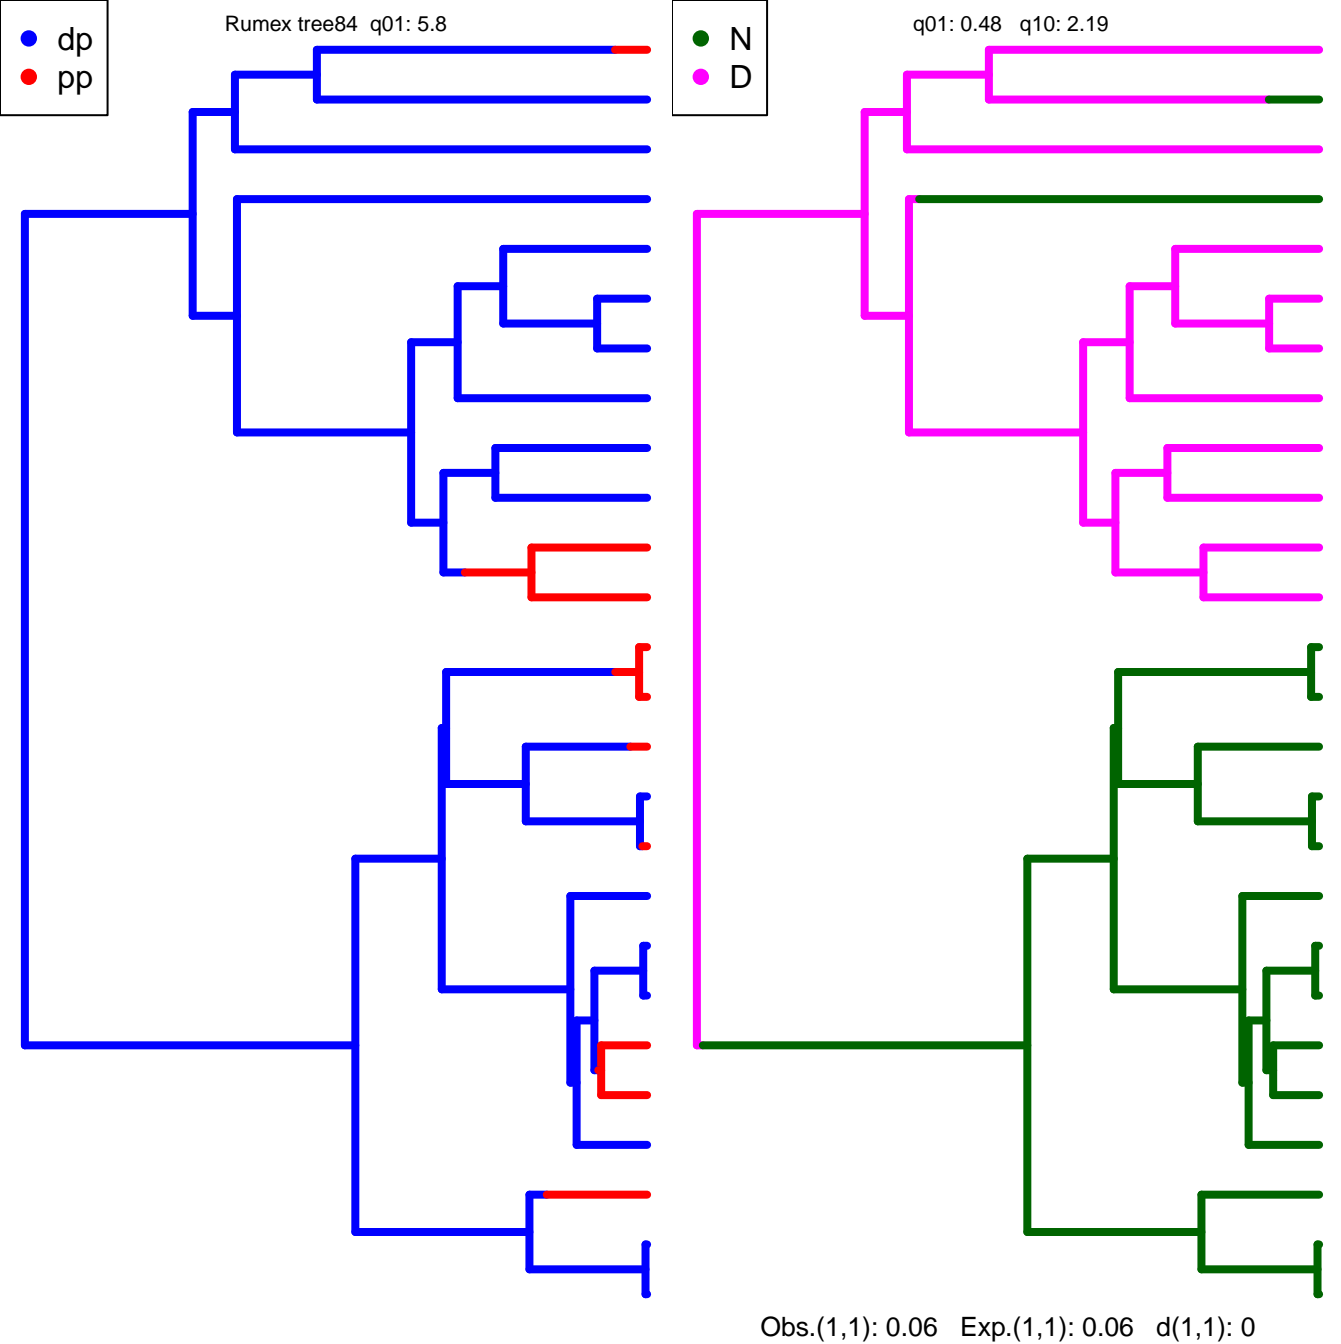 dp
pp
Rumex tree84 q01: 5.8
N
D
q01: 0.48 q10: 2.19
Obs.(1,1): 0.06 Exp.(1,1): 0.06 d(1,1): 0